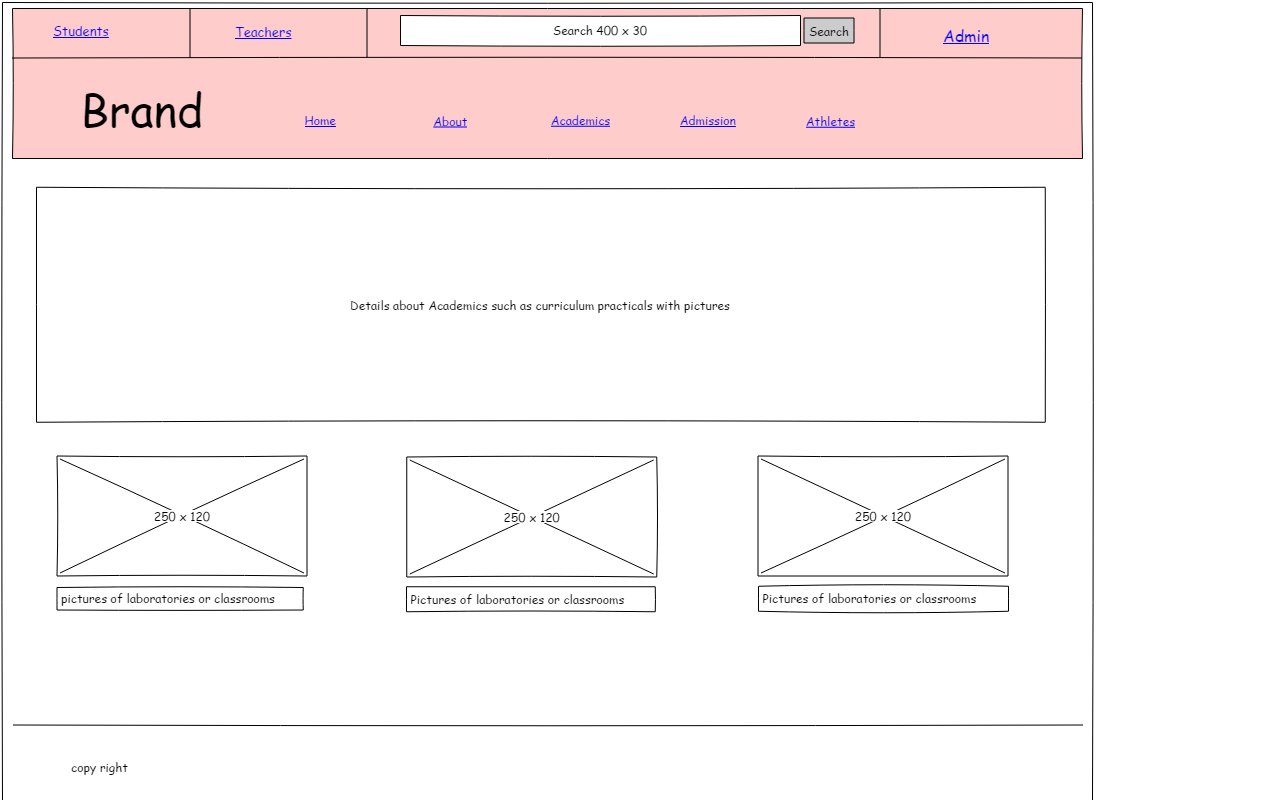 Students
Teachers
Search 400 x 30
Search
Admin
Brand
Home
About
Academics
Admission
Athletes
Details about Academics such as curriculum practicals with pictures
250 x 120
250 x 120
250 x 120
pictures of laboratories or classrooms
Pictures of laboratories or classrooms
Pictures of laboratories or classrooms
copy right